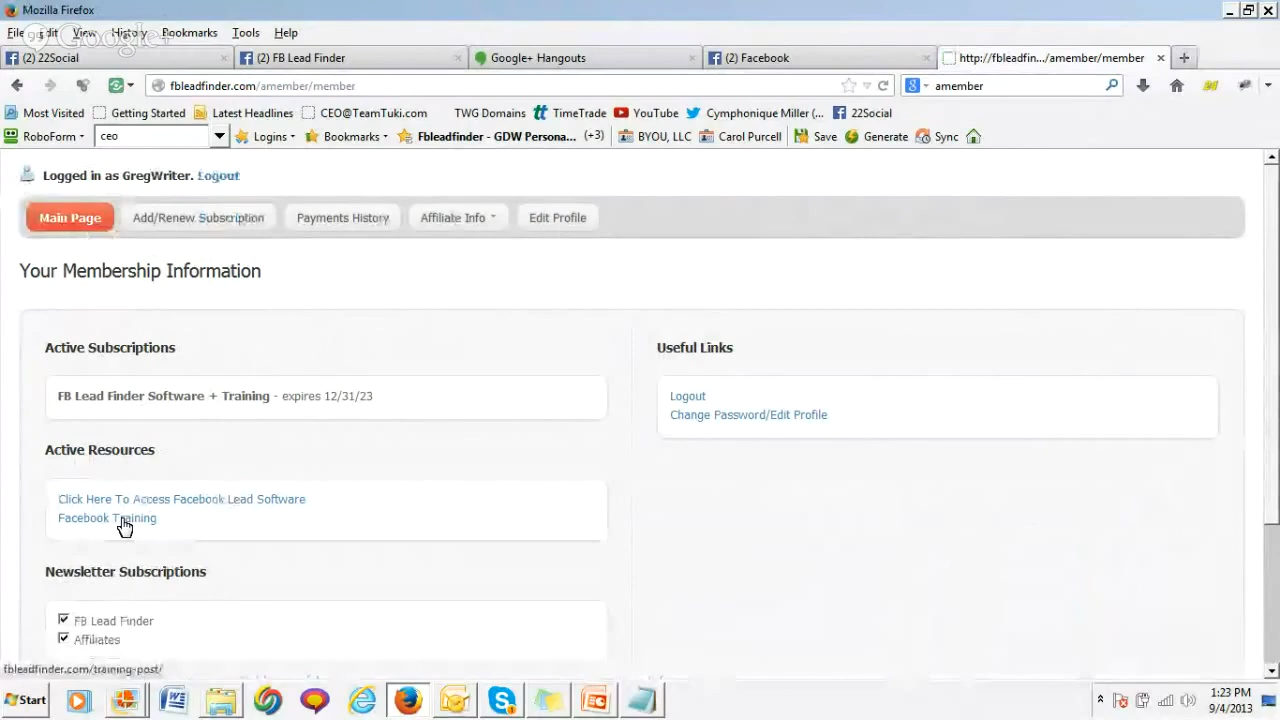 Mozilla Firefox
File Edit View History Bookmarks Tools Help
Google+
(2) 22Social
(2) FB Lead Finder
Google+ Hangouts
(2) Facebook
http://fbleadfin.../amember/member
fbleadfinder.com/amember/member
amember
Most Visited Getting Started Latest Headlines CEO@TeamTuki.com TWG Domains TimeTrade YouTube Cymphonique Miller (... 22Social
RoboForm ceo Logins Bookmarks Fbleadfinder - GDW Persona... (+3) BYOU, LLC Carol Purcell Save Generate Sync
Logged in as GregWriter. Logout
Main Page Add/Renew Subscription Payments History Affiliate Info Edit Profile
Your Membership Information
Active Subscriptions
FB Lead Finder Software + Training - expires 12/31/23
Active Resources
Click Here To Access Facebook Lead Software
Facebook Training
Newsletter Subscriptions
FB Lead Finder
Affiliates
Useful Links
Logout
Change Password/Edit Profile
fbleadfinder.com/training-post/
Start
1:23 PM
9/4/2013